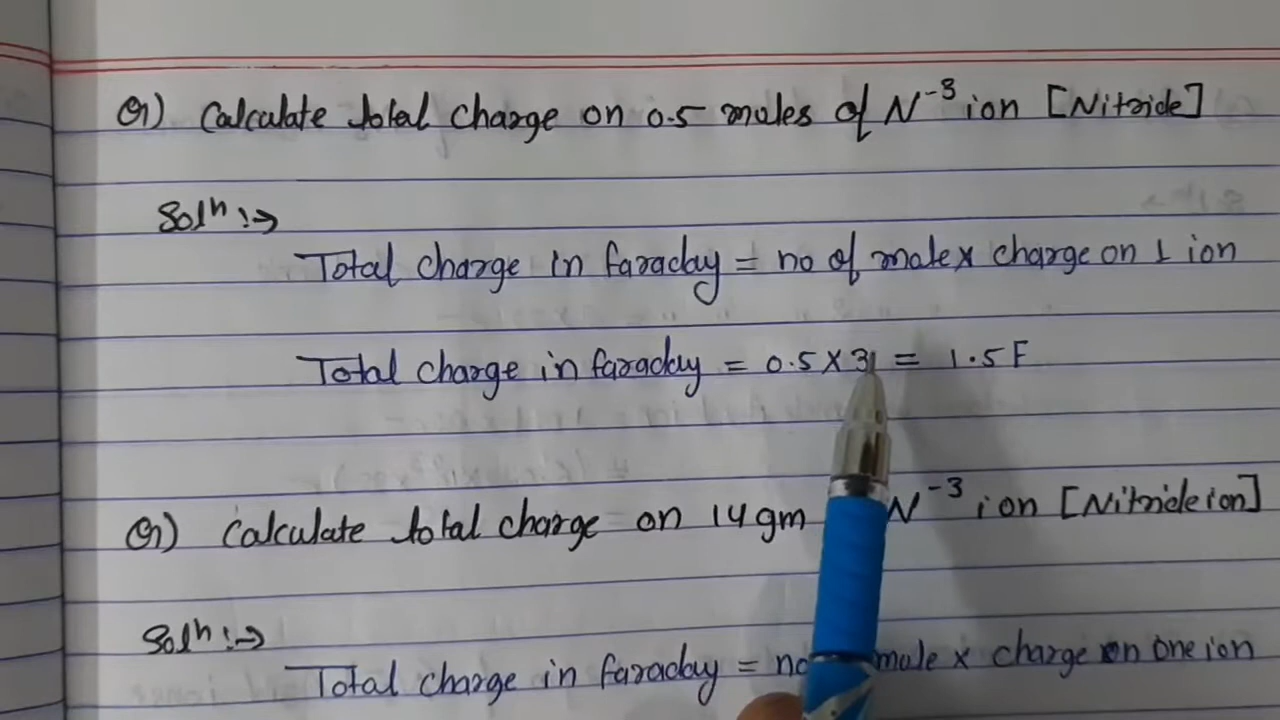 Q) Calculate total charge on 0.5 moles of N⁻³ ion [Nitride]
Solⁿ :→
Total charge in faraday = no of mole x charge on 1 ion
Total charge in faraday = 0.5 x 3 = 1.5 F
Q) Calculate total charge on 14 gm N⁻³ ion [Nitride ion]
Solⁿ :→
Total charge in faraday = no mole x charge on one ion